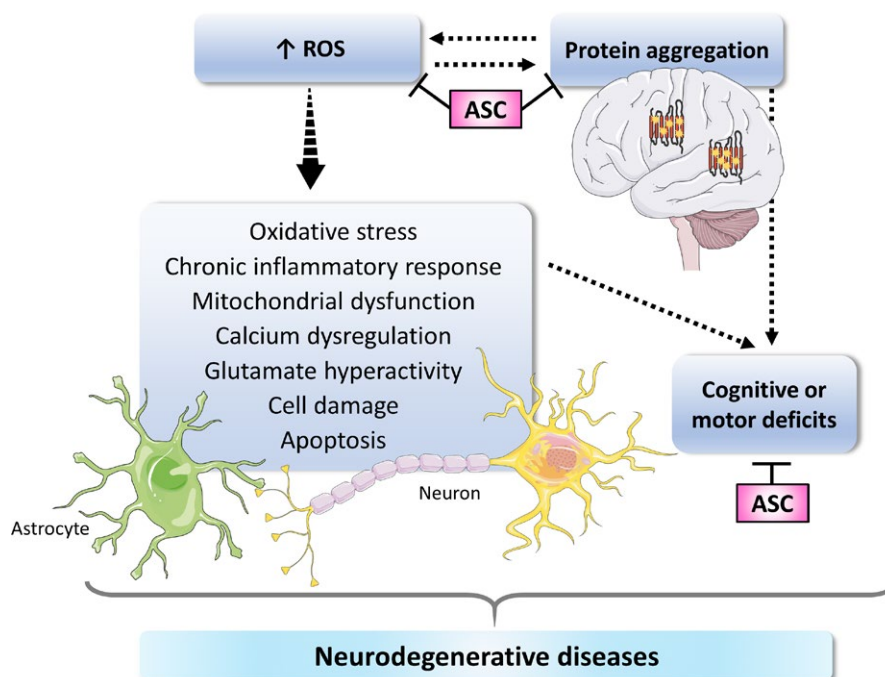 ↑ ROS
Protein aggregation
ASC
Oxidative stress
Chronic inflammatory response
Mitochondrial dysfunction
Calcium dysregulation
Glutamate hyperactivity
Cell damage
Apoptosis
Cognitive or
motor deficits
Neuron
ASC
Astrocyte
Neurodegenerative diseases